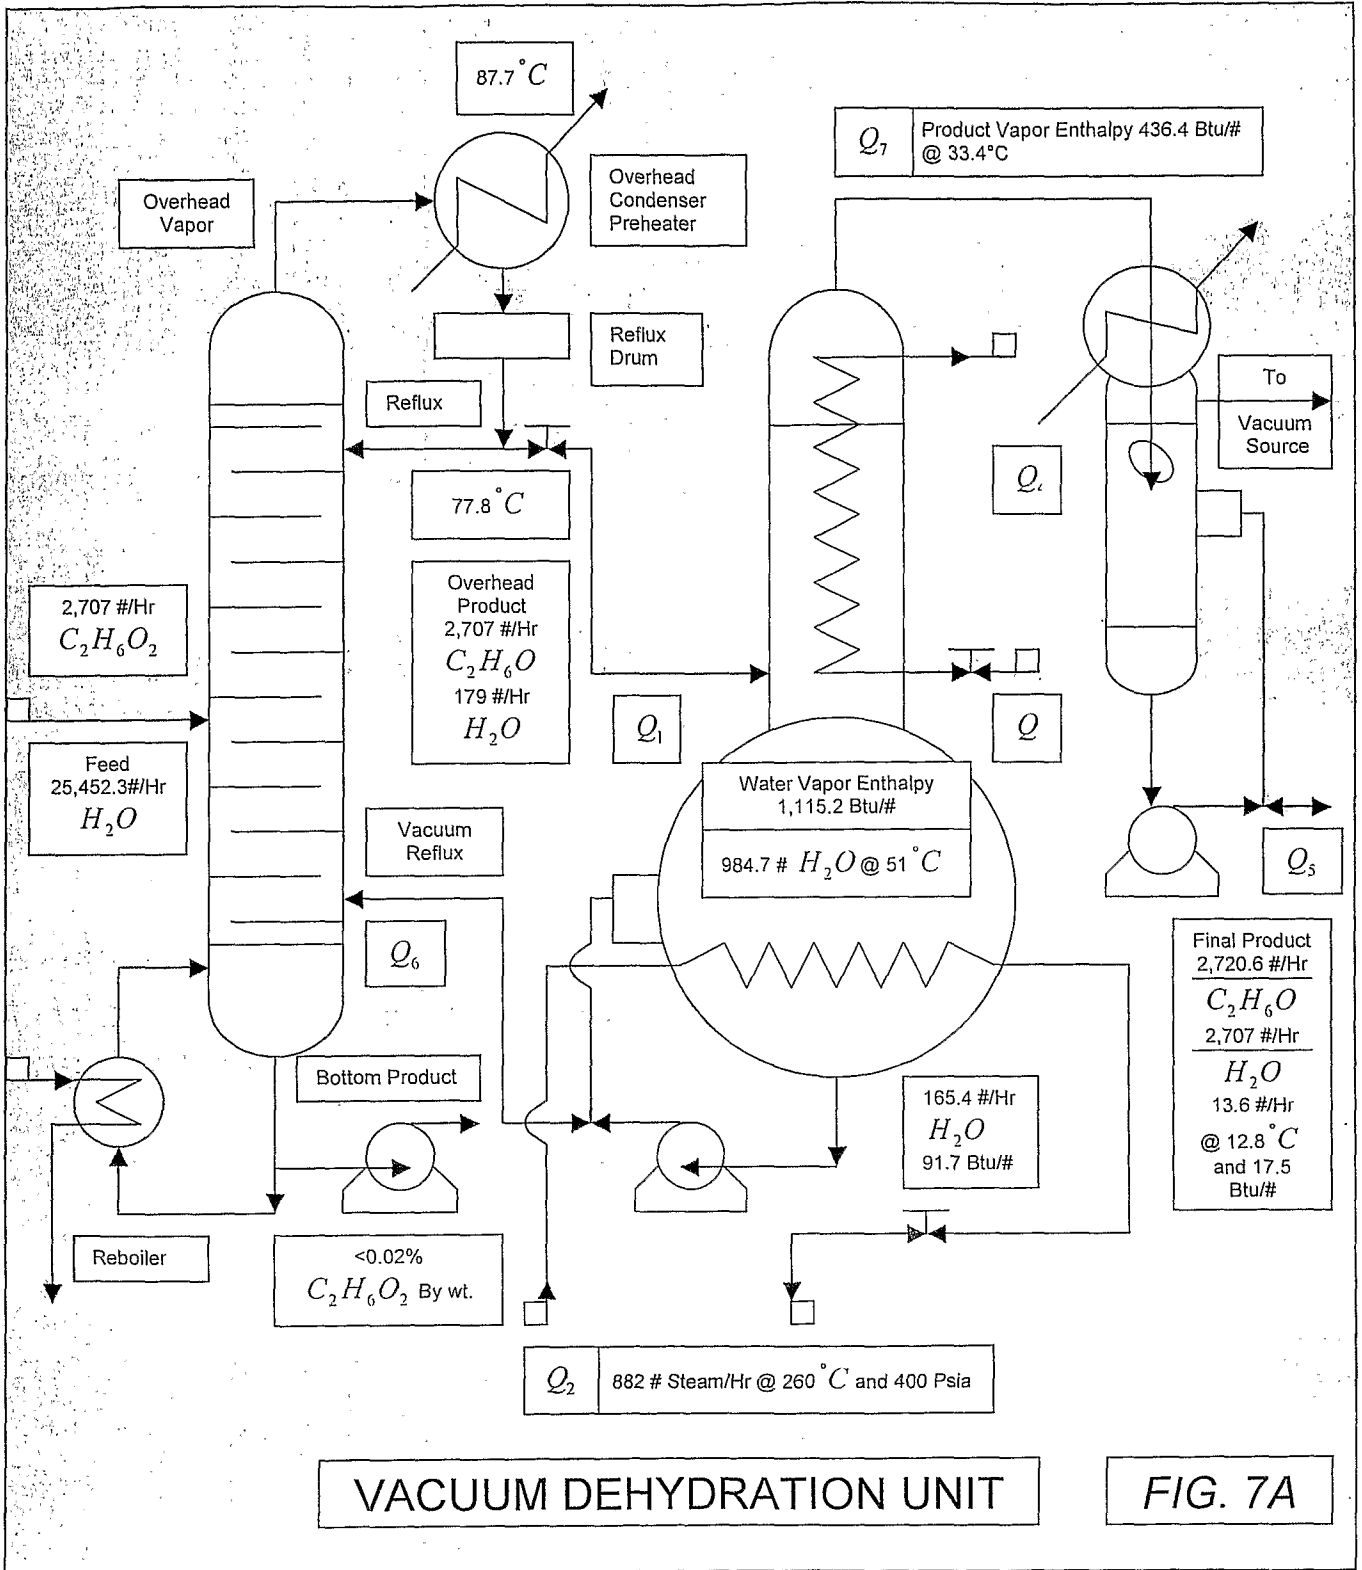 87.7 °C
Q₇
Product Vapor Enthalpy 436.4 Btu/#
@ 33.4°C
Overhead
Vapor
Overhead
Condenser
Preheater
Reflux
Drum
Reflux
77.8 °C
To
Vacuum
Source
2,707 #/Hr
C₂H₆O₂
Feed
25,452.3#/Hr
H₂O
Overhead
Product
2,707 #/Hr
C₂H₆O
179 #/Hr
H₂O
Q₁
Q
Water Vapor Enthalpy
1,115.2 Btu/#
984.7 # H₂O @ 51 °C
Vacuum
Reflux
Q₆
Q₅
Final Product
2,720.6 #/Hr
C₂H₆O
2,707 #/Hr
H₂O
13.6 #/Hr
@ 12.8 °C
and 17.5
Btu/#
Bottom Product
165.4 #/Hr
H₂O
91.7 Btu/#
Reboiler
<0.02%
C₂H₆O₂ By wt.
Q₂
882 # Steam/Hr @ 260 °C and 400 Psia
VACUUM DEHYDRATION UNIT
FIG. 7A